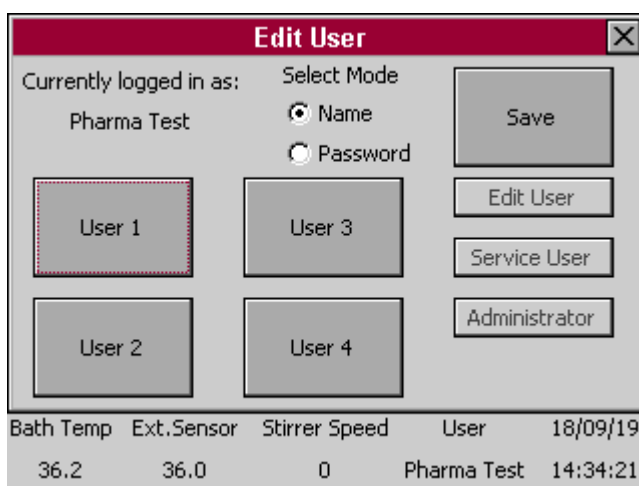 Edit User
Currently logged in as:
Pharma Test
Select Mode
Name
Password
Save
User 1
User 3
Edit User
Service User
User 2
User 4
Administrator
Bath Temp Ext.Sensor Stirrer Speed User 18/09/19
36.2 36.0 0 Pharma Test 14:34:21